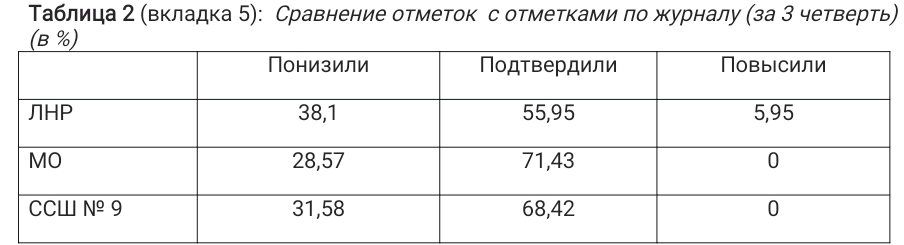 Таблица 2 (вкладка 5): Сравнение отметок с отметками по журналу (за 3 четверть)
(в %)
Понизили Подтвердили Повысили
ЛНР 38,1 55,95 5,95
МО 28,57 71,43 0
ССШ № 9 31,58 68,42 0